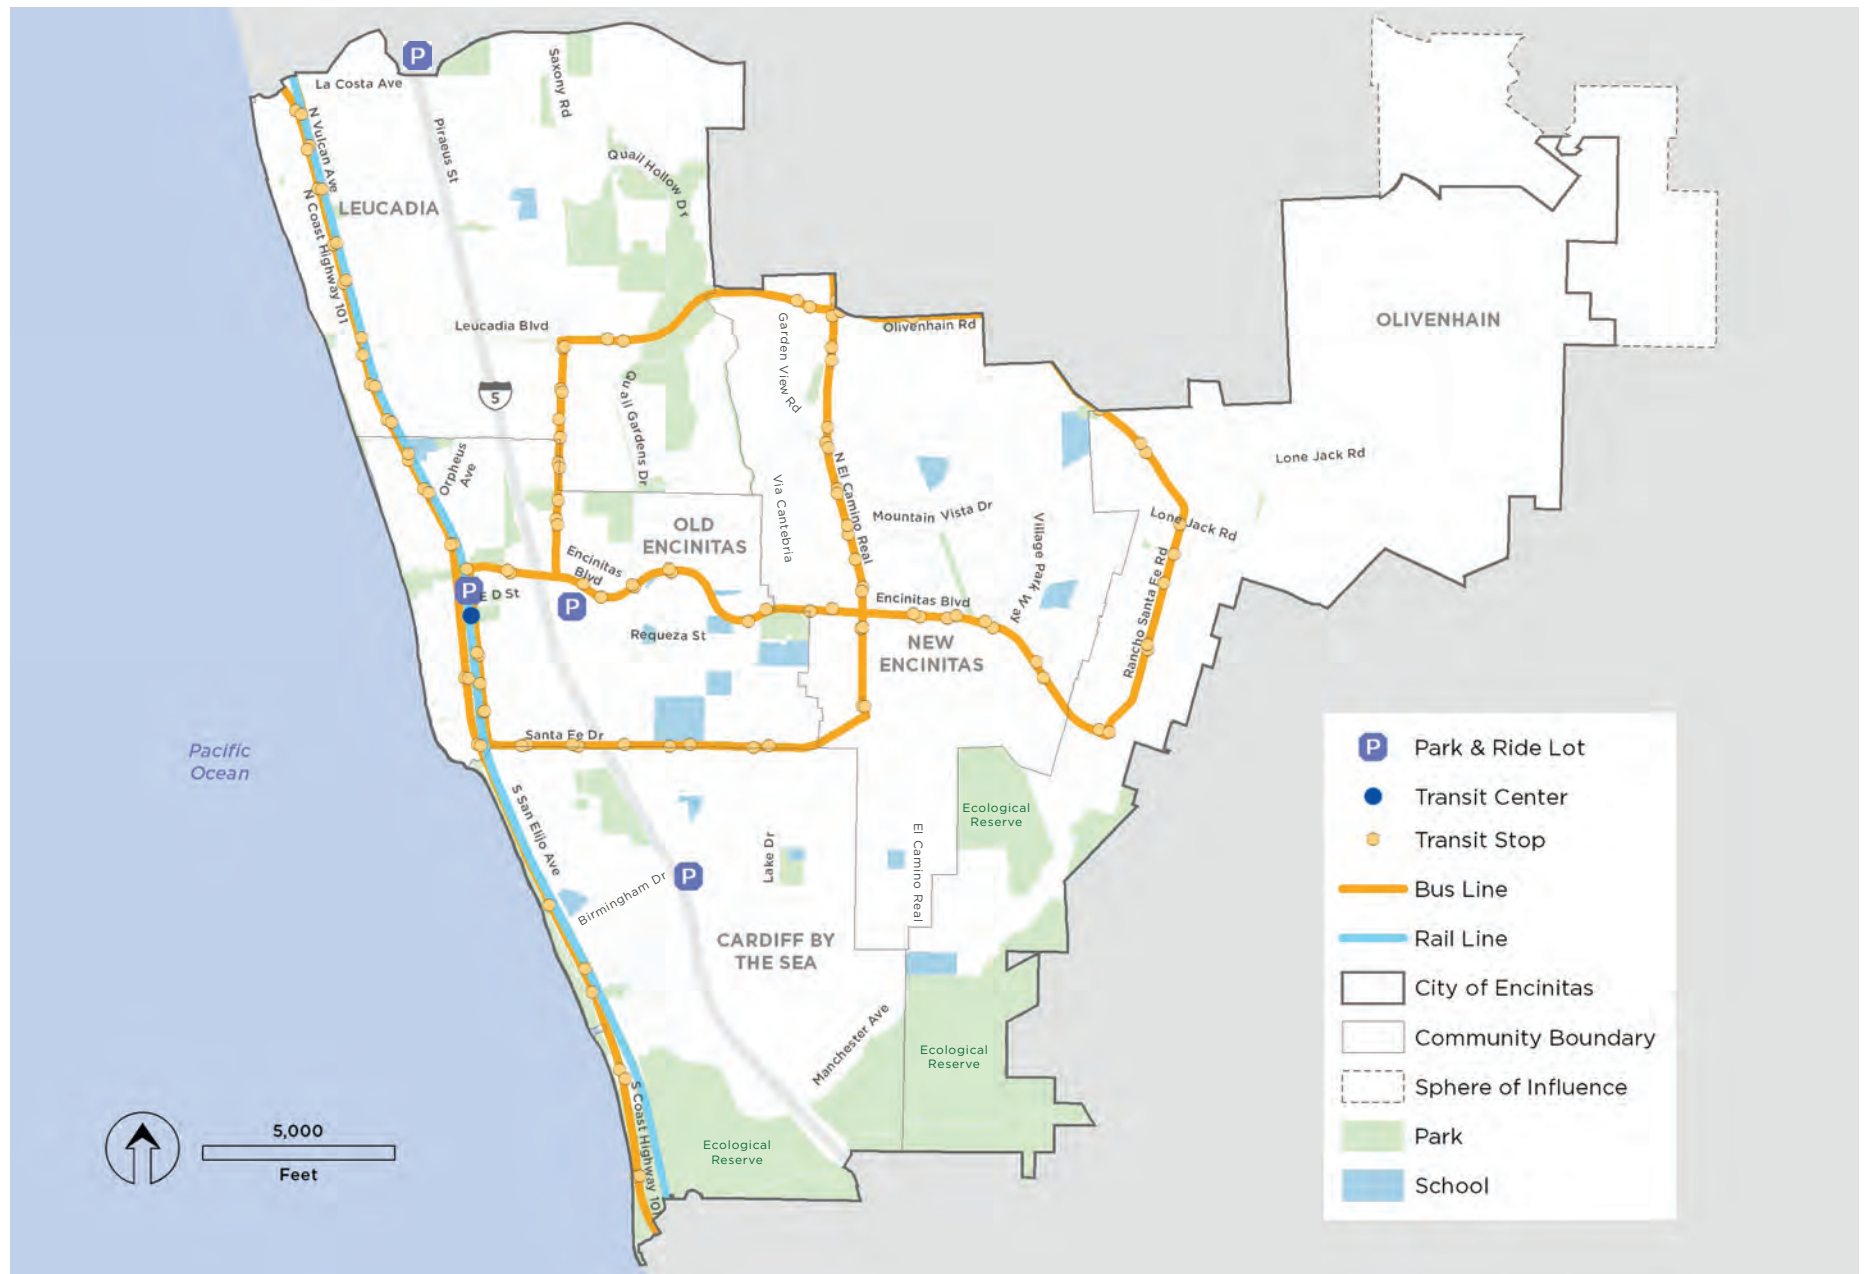 P
La Costa Ave
Saxony Rd
N Vulcan Ave
Piraeus St
Quail Hollow Dr
LEUCADIA
N Coast Highway 101
Leucadia Blvd
Garden View Rd
Olivenhain Rd
OLIVENHAIN
5
Quail Gardens Dr
Orpheus
Ave
Via Cantebria
N El Camino Real
Lone Jack Rd
Mountain Vista Dr
Lone Jack Rd
OLD
ENCINITAS
Village Park Way
Encinitas
Blvd
P
E D St
P
Encinitas Blvd
Rancho Santa Fe Rd
Requeza St
NEW
ENCINITAS
Santa Fe Dr
Pacific
Ocean
S San Elijo Ave
Ecological
Reserve
Lake Dr
El Camino Real
Birmingham Dr
P
CARDIFF BY
THE SEA
Manchester Ave
Ecological
Reserve
S Coast Highway 101
Ecological
Reserve
5,000
Feet
P
Park & Ride Lot
Transit Center
Transit Stop
Bus Line
Rail Line
City of Encinitas
Community Boundary
Sphere of Influence
Park
School